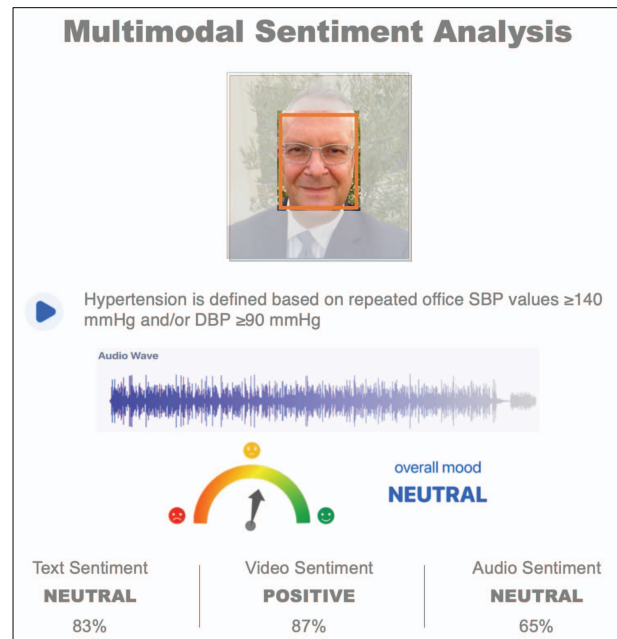 Multimodal Sentiment Analysis
Hypertension is defined based on repeated office SBP values ≥140
mmHg and/or DBP ≥90 mmHg
Audio Wave
overall mood
NEUTRAL
Text Sentiment
NEUTRAL
83%
Video Sentiment
POSITIVE
87%
Audio Sentiment
NEUTRAL
65%